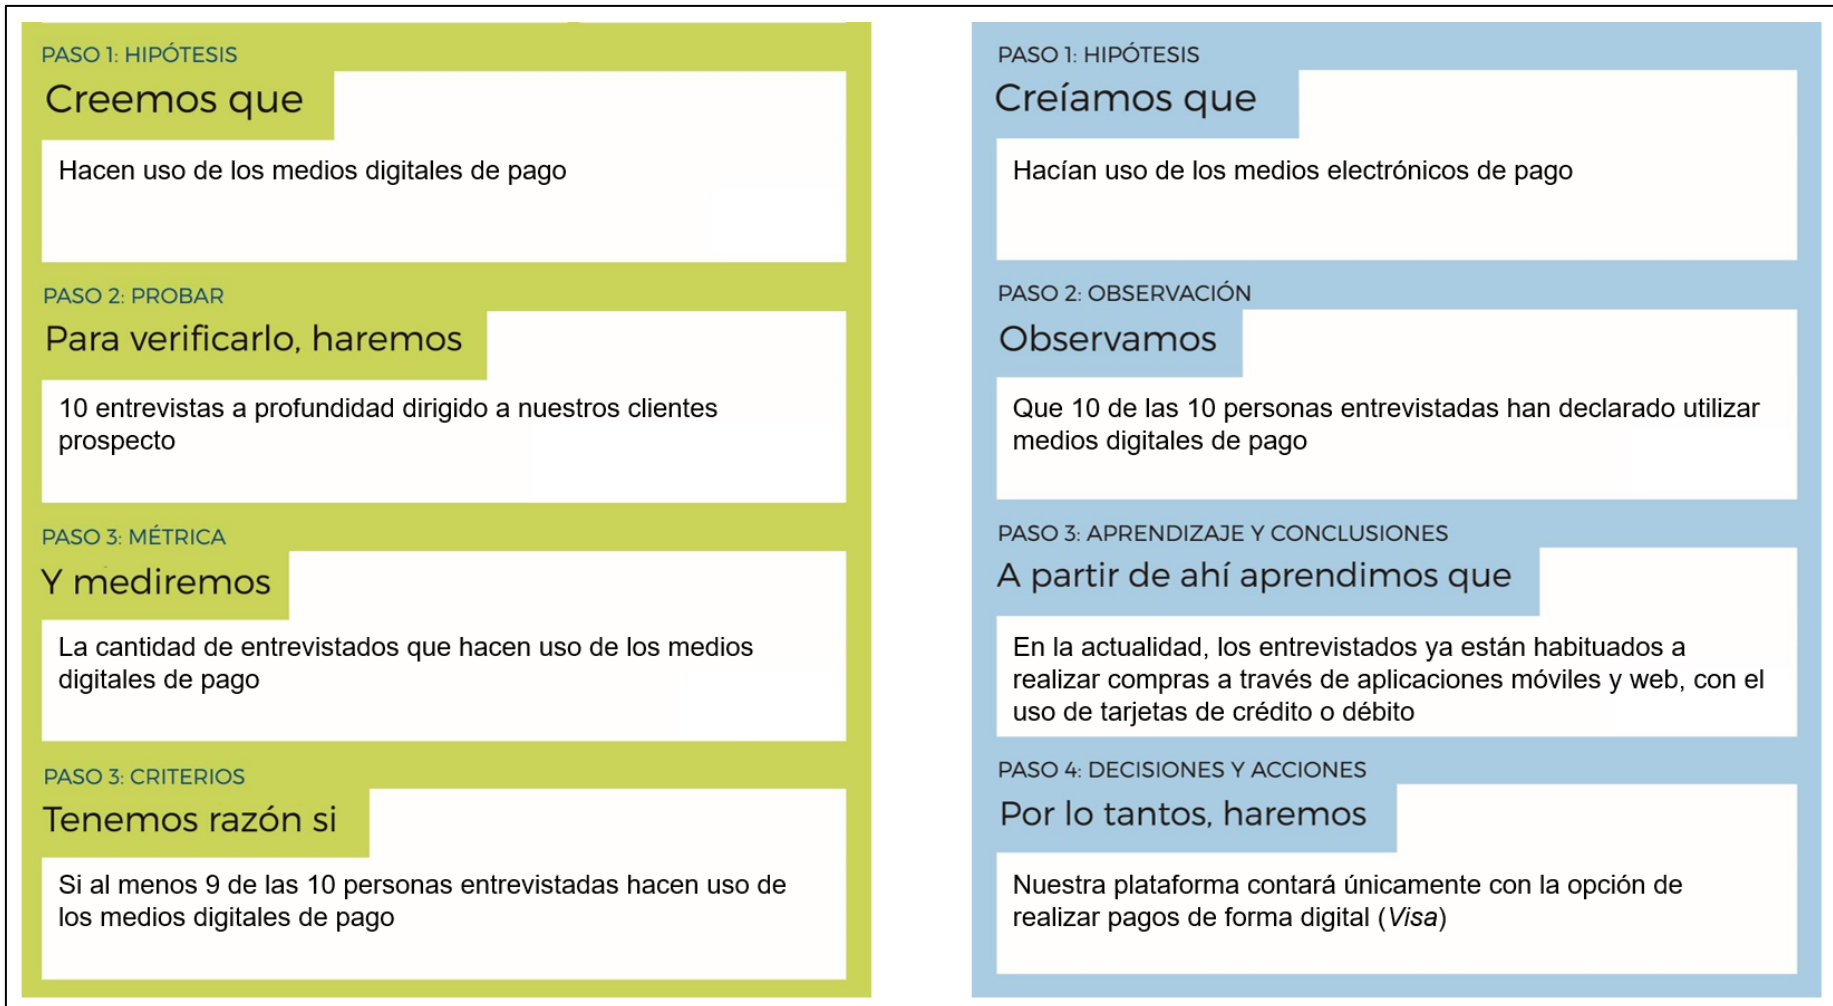 PASO 1: HIPÓTESIS
Creemos que
Hacen uso de los medios digitales de pago
PASO 2: PROBAR
Para verificarlo, haremos
10 entrevistas a profundidad dirigido a nuestros clientes
prospecto
PASO 3: MÉTRICA
Y mediremos
La cantidad de entrevistados que hacen uso de los medios
digitales de pago
PASO 3: CRITERIOS
Tenemos razón si
Si al menos 9 de las 10 personas entrevistadas hacen uso de
los medios digitales de pago
PASO 1: HIPÓTESIS
Creíamos que
Hacían uso de los medios electrónicos de pago
PASO 2: OBSERVACIÓN
Observamos
Que 10 de las 10 personas entrevistadas han declarado utilizar
medios digitales de pago
PASO 3: APRENDIZAJE Y CONCLUSIONES
A partir de ahí aprendimos que
En la actualidad, los entrevistados ya están habituados a
realizar compras a través de aplicaciones móviles y web, con el
uso de tarjetas de crédito o débito
PASO 4: DECISIONES Y ACCIONES
Por lo tantos, haremos
Nuestra plataforma contará únicamente con la opción de
realizar pagos de forma digital (Visa)